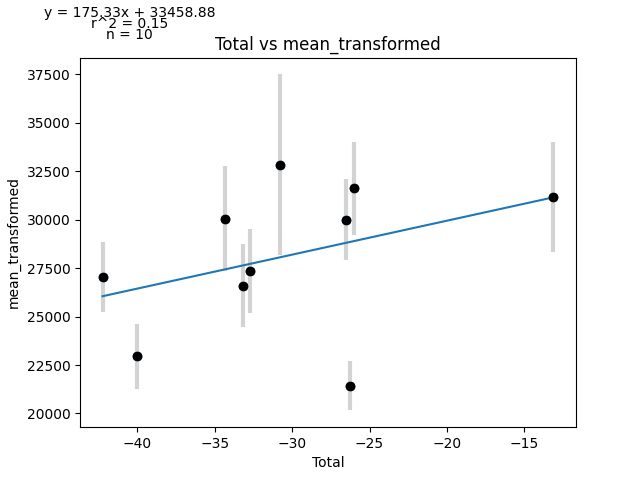 y = 175.33x + 33458.88
r^2 = 0.15
n = 10
Total vs mean_transformed
37500
35000
32500
30000
27500
25000
22500
20000
mean_transformed
−40
−35
−30
−25
−20
−15
Total